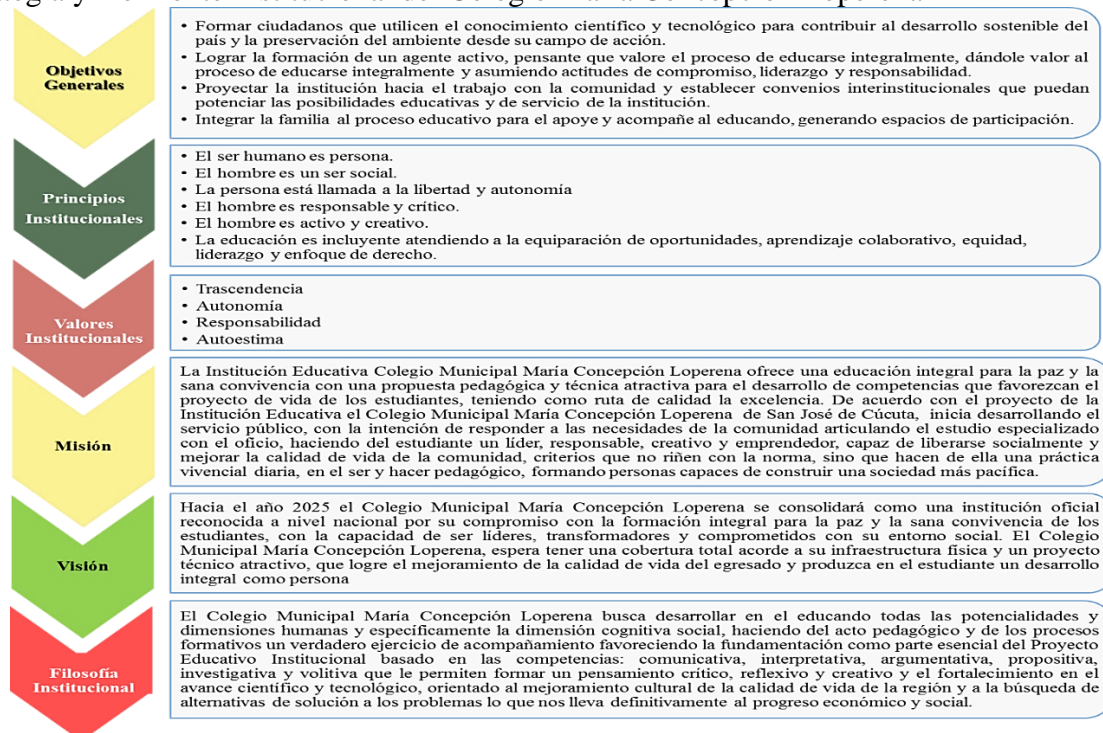 Objetivos
Generales
• Formar ciudadanos que utilicen el conocimiento científico y tecnológico para contribuir al desarrollo sostenible del
país y la preservación del ambiente desde su campo de acción.
• Lograr la formación de un agente activo, pensante que valore el proceso de educarse integralmente, dándole valor al
proceso de educarse integralmente y asumiendo actitudes de compromiso, liderazgo y responsabilidad.
• Proyectar la institución hacia el trabajo con la comunidad y establecer convenios interinstitucionales que puedan
potenciar las posibilidades educativas y de servicio de la institución.
• Integrar la familia al proceso educativo para el apoye y acompañe al educando, generando espacios de participación.
Principios
Institucionales
• El ser humano es persona.
• El hombre es un ser social.
• La persona está llamada a la libertad y autonomía
• El hombre es responsable y crítico.
• El hombre es activo y creativo.
• La educación es incluyente atendiendo a la equiparación de oportunidades, aprendizaje colaborativo, equidad,
liderazgo y enfoque de derecho.
Valores
Institucionales
• Trascendencia
• Autonomía
• Responsabilidad
• Autoestima
Misión
La Institución Educativa Colegio Municipal María Concepción Loperena ofrece una educación integral para la paz y la
sana convivencia con una propuesta pedagógica y técnica atractiva para el desarrollo de competencias que favorezcan el
proyecto de vida de los estudiantes, teniendo como ruta de calidad la excelencia. De acuerdo con el proyecto de la
Institución Educativa el Colegio Municipal María Concepción Loperena de San José de Cúcuta, inicia desarrollando el
servicio público, con la intención de responder a las necesidades de la comunidad articulando el estudio especializado
con el oficio, haciendo del estudiante un líder, responsable, creativo y emprendedor, capaz de liberarse socialmente y
mejorar la calidad de vida de la comunidad, criterios que no riñen con la norma, sino que hacen de ella una práctica
vivencial diaria, en el ser y hacer pedagógico, formando personas capaces de construir una sociedad más pacífica.
Visión
Hacia el año 2025 el Colegio Municipal María Concepción Loperena se consolidará como una institución oficial
reconocida a nivel nacional por su compromiso con la formación integral para la paz y la sana convivencia de los
estudiantes, con la capacidad de ser líderes, transformadores y comprometidos con su entorno social. El Colegio
Municipal María Concepción Loperena, espera tener una cobertura total acorde a su infraestructura física y un proyecto
técnico atractivo, que logre el mejoramiento de la calidad de vida del egresado y produzca en el estudiante un desarrollo
integral como persona
Filosofía
Institucional
El Colegio Municipal María Concepción Loperena busca desarrollar en el educando todas las potencialidades y
dimensiones humanas y específicamente la dimensión cognitiva social, haciendo del acto pedagógico y de los procesos
formativos un verdadero ejercicio de acompañamiento favoreciendo la fundamentación como parte esencial del Proyecto
Educativo Institucional basado en las competencias: comunicativa, interpretativa, argumentativa, propositiva,
investigativa y volitiva que le permiten formar un pensamiento crítico, reflexivo y creativo y el fortalecimiento en el
avance científico y tecnológico, orientado al mejoramiento cultural de la calidad de vida de la región y a la búsqueda de
alternativas de solución a los problemas lo que nos lleva definitivamente al progreso económico y social.